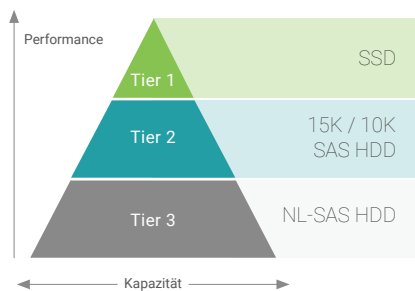 Performance
SSD
Tier 1
15K / 10K
SAS HDD
Tier 2
NL-SAS HDD
Tier 3
Kapazität